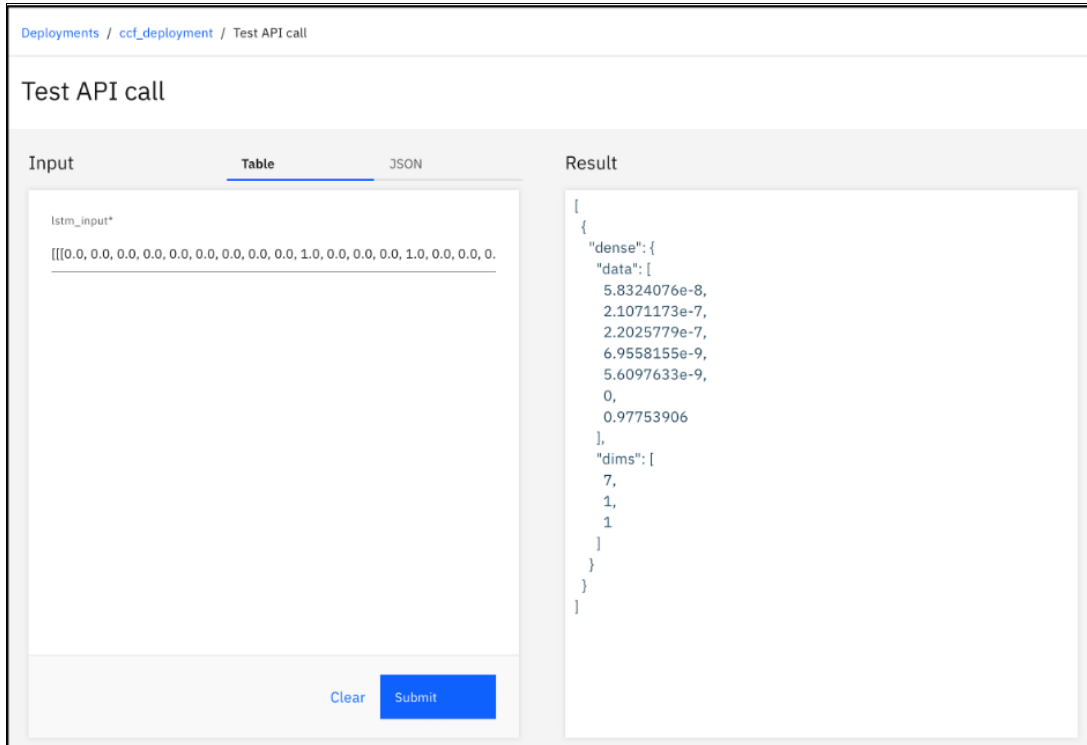 Deployments / ccf_deployment / Test API call
Test API call
Input
Table
JSON
lstm_input*
[[[0.0, 0.0, 0.0, 0.0, 0.0, 0.0, 0.0, 0.0, 0.0, 1.0, 0.0, 0.0, 0.0, 1.0, 0.0, 0.0, 0.
Clear
Submit
Result
[
{
"dense": {
"data": [
5.8324076e-8,
2.1071173e-7,
2.2025779e-7,
6.9558155e-9,
5.6097633e-9,
0,
0.97753906
],
"dims": [
7,
1,
1
]
}
}
]